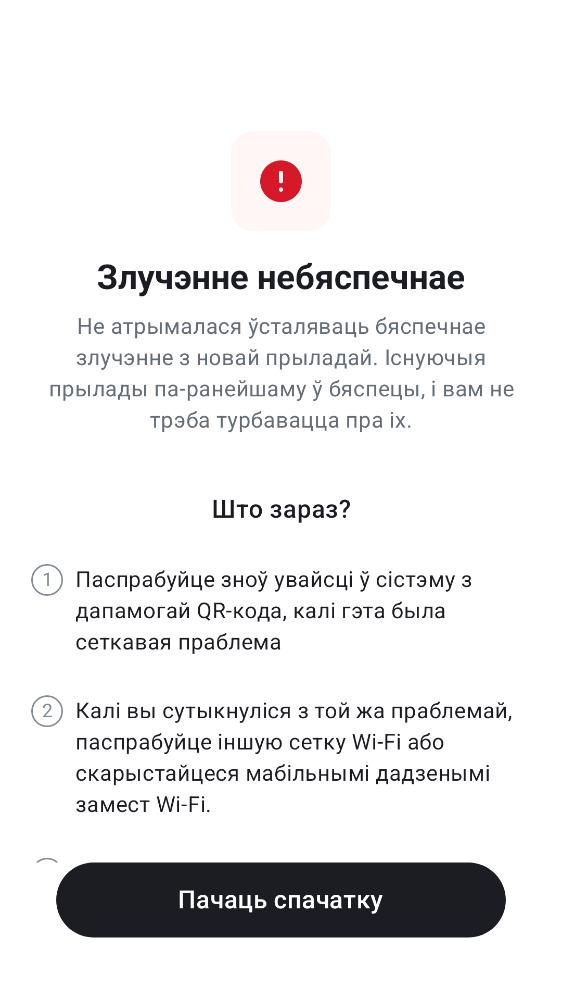 Злучэнне небяспечнае
Не атрымалася ўсталяваць бяспечнае
злучэнне з новай прыладай. Існуючыя
прылады па-ранейшаму ў бяспецы, і вам не
трэба турбавацца пра іх.
Што зараз?
1 Паспрабуйце зноў увайсці ў сістэму з
дапамогай QR-кода, калі гэта была
сеткавая праблема
2 Калі вы сутыкнуліся з той жа праблемай,
паспрабуйце іншую сетку Wi-Fi або
скарыстайцеся мабільнымі дадзенымі
замест Wi-Fi.
Пачаць спачатку